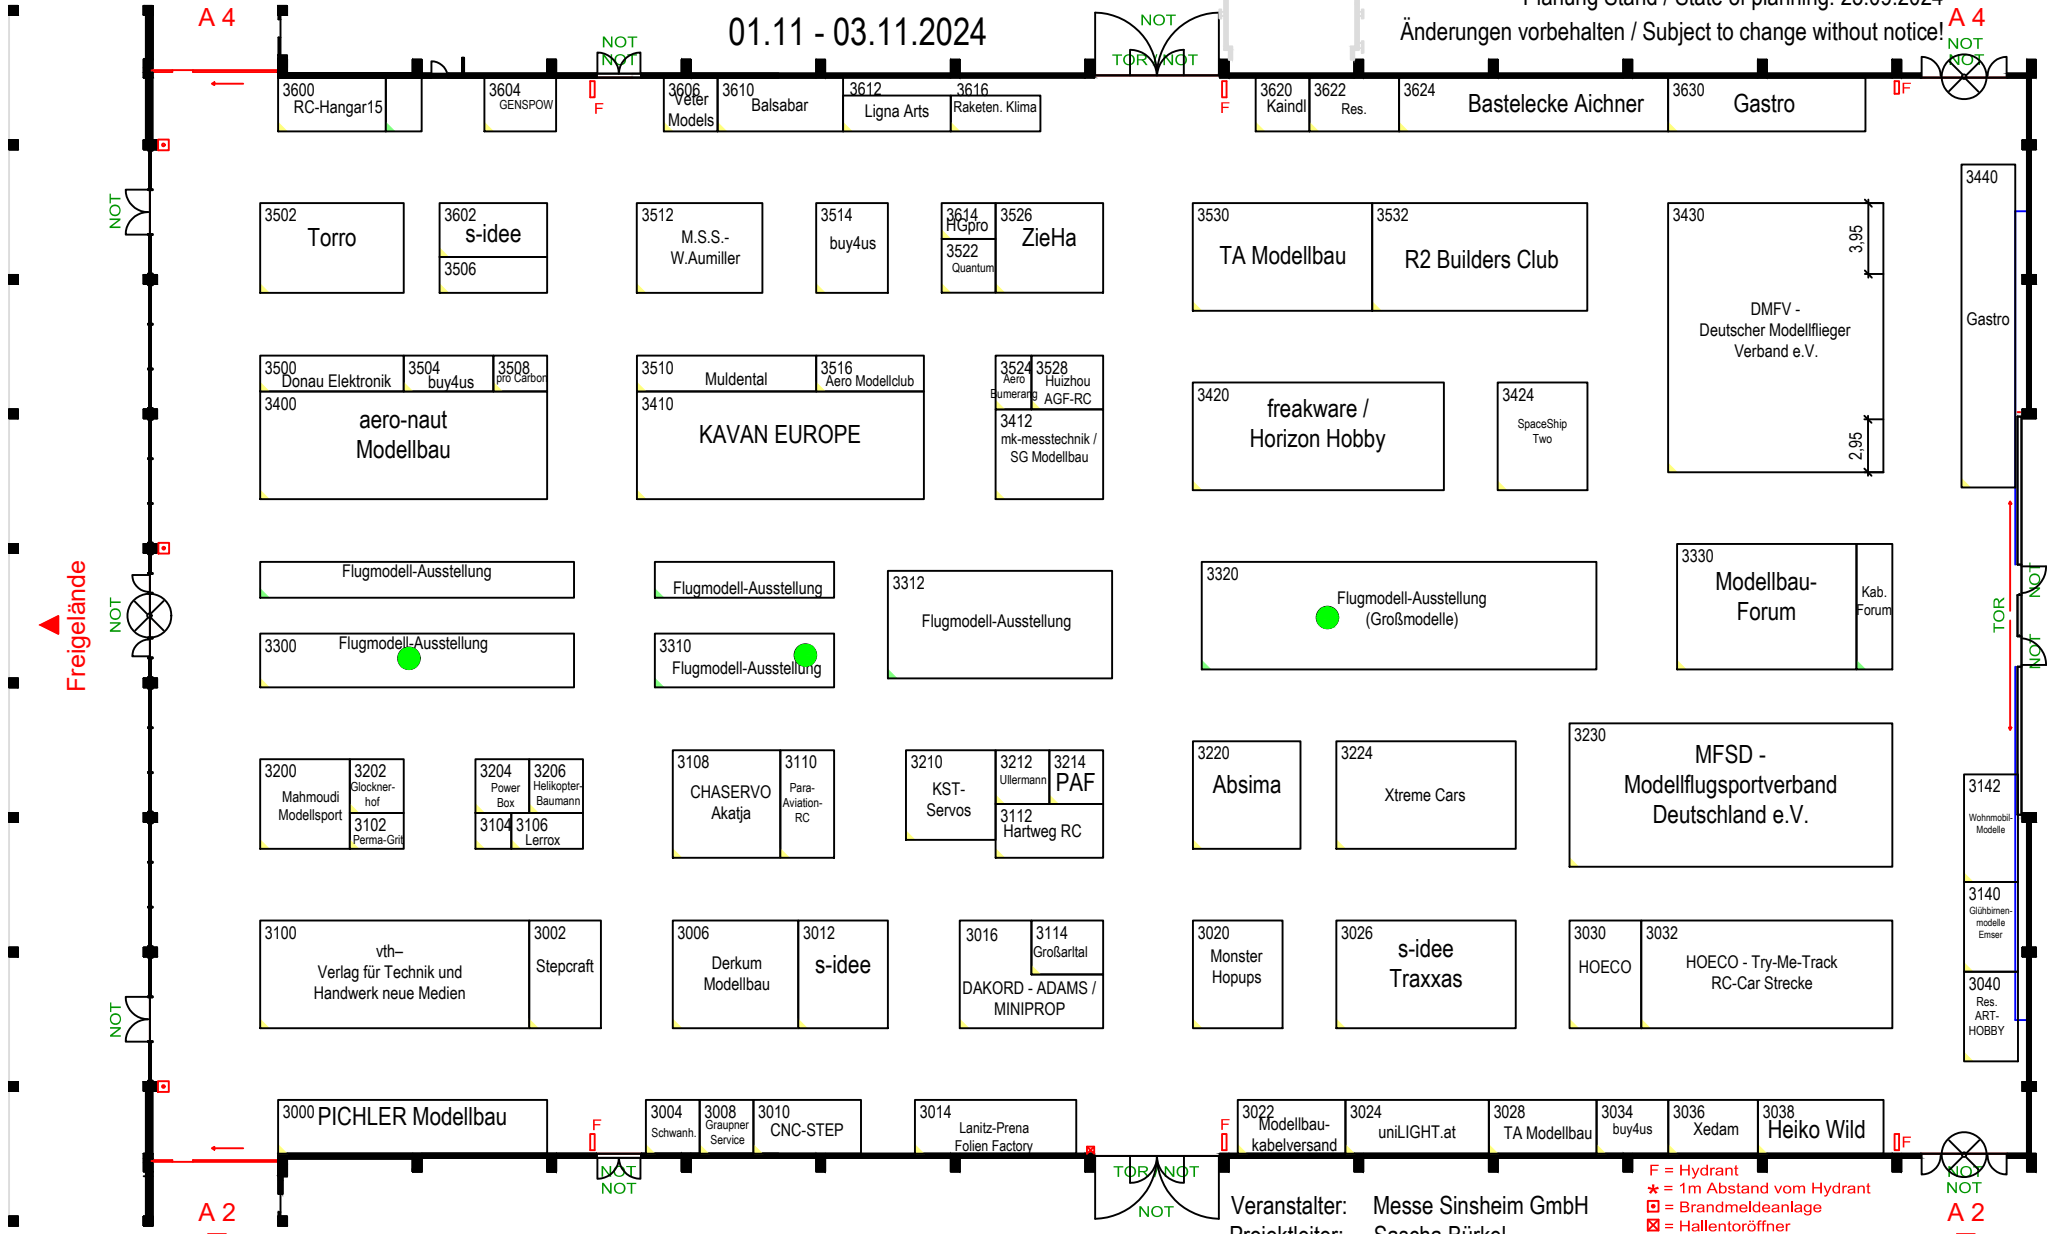 A 4
01.11 - 03.11.2024
NOT
NOT
NOT
TOR NOT
Änderungen vorbehalten / Subject to change without notice!
A 4
NOT
NOT
3600
RC-Hangar15
3604
GENSPOW
F
3606
Veter
Models
3610
Balsabar
3612
Ligna Arts
3616
Raketen. Klima
F
3620
Kaindl
3622
Res.
3624
Bastelecke Aichner
3630
Gastro
F
NOT
3502
Torro
3602
s-idee
3506
3512
M.S.S.-
W.Aumiller
3514
buy4us
3614
HGpro
3522
Quantum
3526
ZieHa
3530
TA Modellbau
3532
R2 Builders Club
3430
DMFV -
Deutscher Modellflieger
Verband e.V.
3,95
2,95
3440
Gastro
3500
Donau Elektronik
3504
buy4us
3508
pro Carbon
3400
aero-naut
Modellbau
3510
Muldental
3516
Aero Modellclub
3410
KAVAN EUROPE
3524
Aero
Bumerang
3528
Huizhou
AGF-RC
3412
mk-messtechnik /
SG Modellbau
3420
freakware /
Horizon Hobby
3424
SpaceShip
Two
Freigelände
NOT
Flugmodell-Ausstellung
3300
Flugmodell-Ausstellung
Flugmodell-Ausstellung
3310
Flugmodell-Ausstellung
3312
Flugmodell-Ausstellung
3320
Flugmodell-Ausstellung
(Großmodelle)
3330
Modellbau-
Forum
Kab.
Forum
TOR
NOT
NOT
3200
Mahmoudi
Modellsport
3202
Glockner-
hof
3102
Perma-Grit
3204
Power
Box
3206
Helikopter-
Baumann
3104
3106
Lerrox
3108
CHASERVO
Akatja
3110
Para-
Aviation-
RC
3210
KST-
Servos
3212
Ullermann
3214
PAF
3112
Hartweg RC
3220
Absima
3224
Xtreme Cars
3230
MFSD -
Modellflugsportverband
Deutschland e.V.
3142
Wohnmobil-
Modelle
3140
Glühbirnen-
modelle
Emser
3040
Res.
ART-
HOBBY
NOT
3100
vth–
Verlag für Technik und
Handwerk neue Medien
3002
Stepcraft
3006
Derkum
Modellbau
3012
s-idee
3016
DAKORD - ADAMS /
MINIPROP
3114
Großarltal
3020
Monster
Hopups
3026
s-idee
Traxxas
3030
HOECO
3032
HOECO - Try-Me-Track
RC-Car Strecke
3000 PICHLER Modellbau
F
3004
Schwanh.
3008
Graupner
Service
3010
CNC-STEP
3014
Lanitz-Prena
Folien Factory
F
3022
Modellbau-
kabelversand
3024
uniLIGHT.at
3028
TA Modellbau
3034
buy4us
3036
Xedam
3038
Heiko Wild
F
A 2
NOT
NOT
TOR NOT
NOT
Veranstalter: Messe Sinsheim GmbH
F = Hydrant
* = 1m Abstand vom Hydrant
= Brandmeldeanlage
= Hallentoröffner
NOT
NOT
A 2